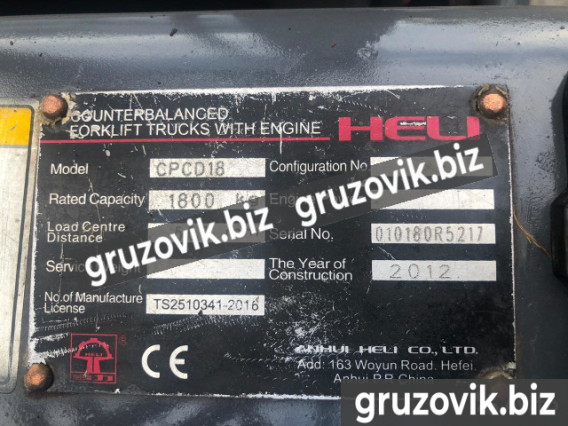 COUNTERBALANCED
FORKLIFT TRUCKS WITH ENGINE
HELI
Model CPCD18 Configuration No
Rated Capacity 1800
Load Centre
Distance
Serial No. 010180R5217
The Year of
Construction 2012
No.of Manufacture
License TS2510341-2016
HELI
CE
ANHUI HELI CO., LTD.
Add: 163 Woyun Road. Hefei.
Anhui P.R.China
gruzovik.biz
gruzovik.biz
gruzovik.biz